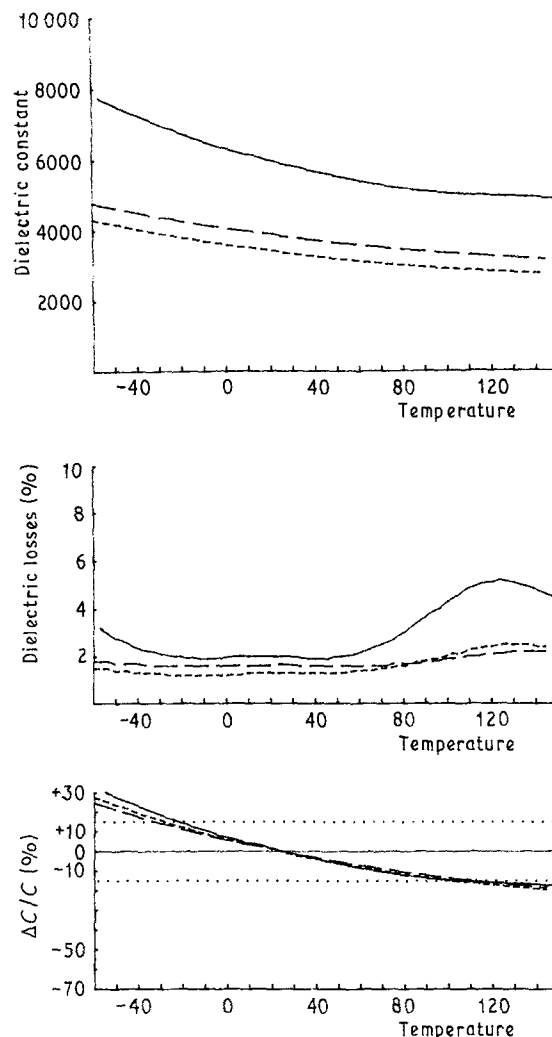 10 000
8000
6000
4000
2000
Dielectric constant
-40 0 40 80 120
Temperature
10
8
6
4
2
Dielectric losses (%)
-40 0 40 80 120
Temperature
+30
+10
0
-10
-50
-70
ΔC/C (%)
-40 0 40 80 120
Temperature